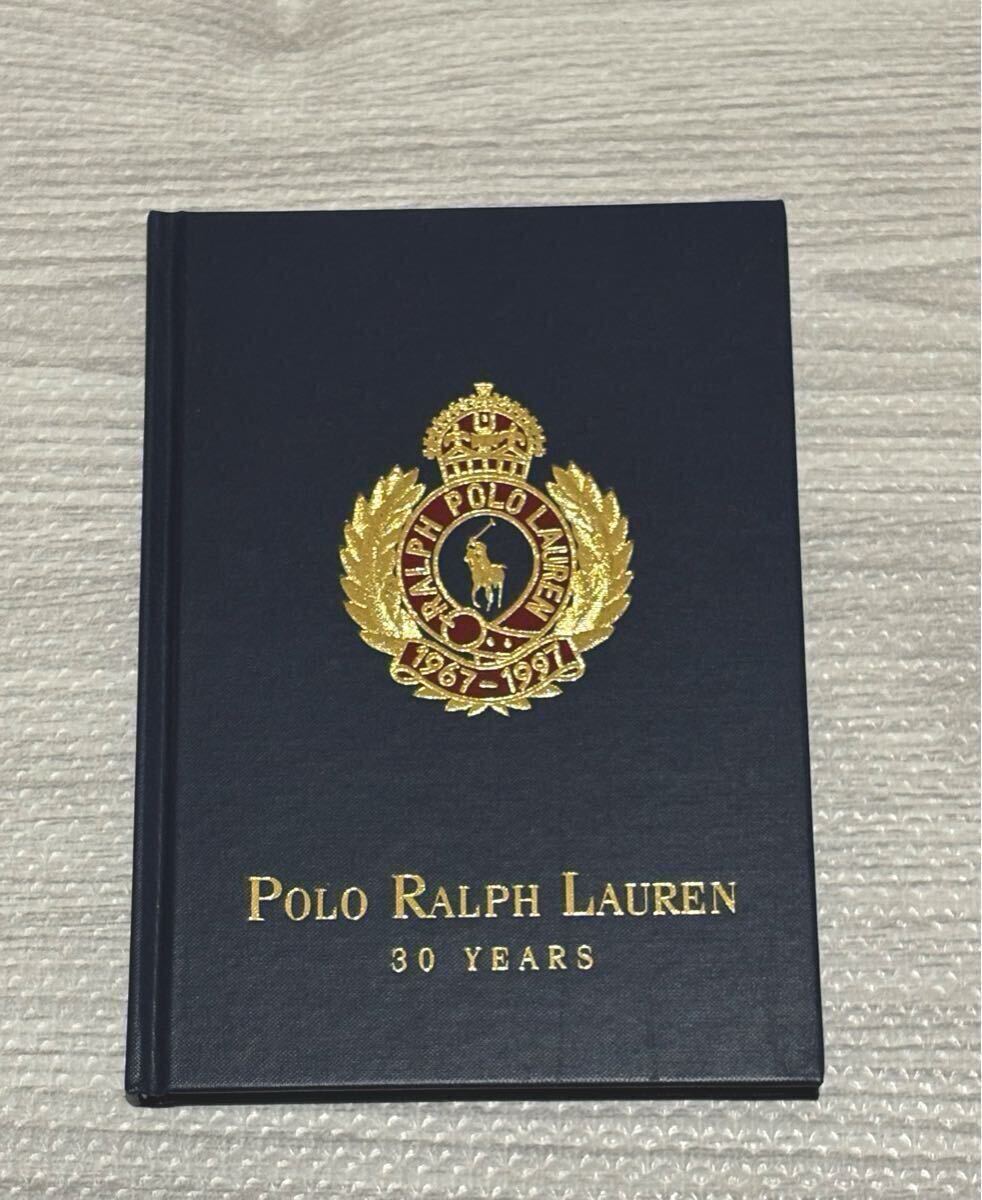 RALPH POLO LAUREN
1967-1997
POLO RALPH LAUREN
30 YEARS